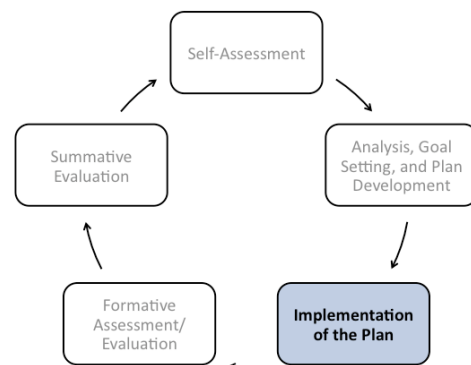 Self-Assessment
Analysis, Goal
Setting, and Plan
Development
Implementation
of the Plan
Formative
Assessment/
Evaluation
Summative
Evaluation